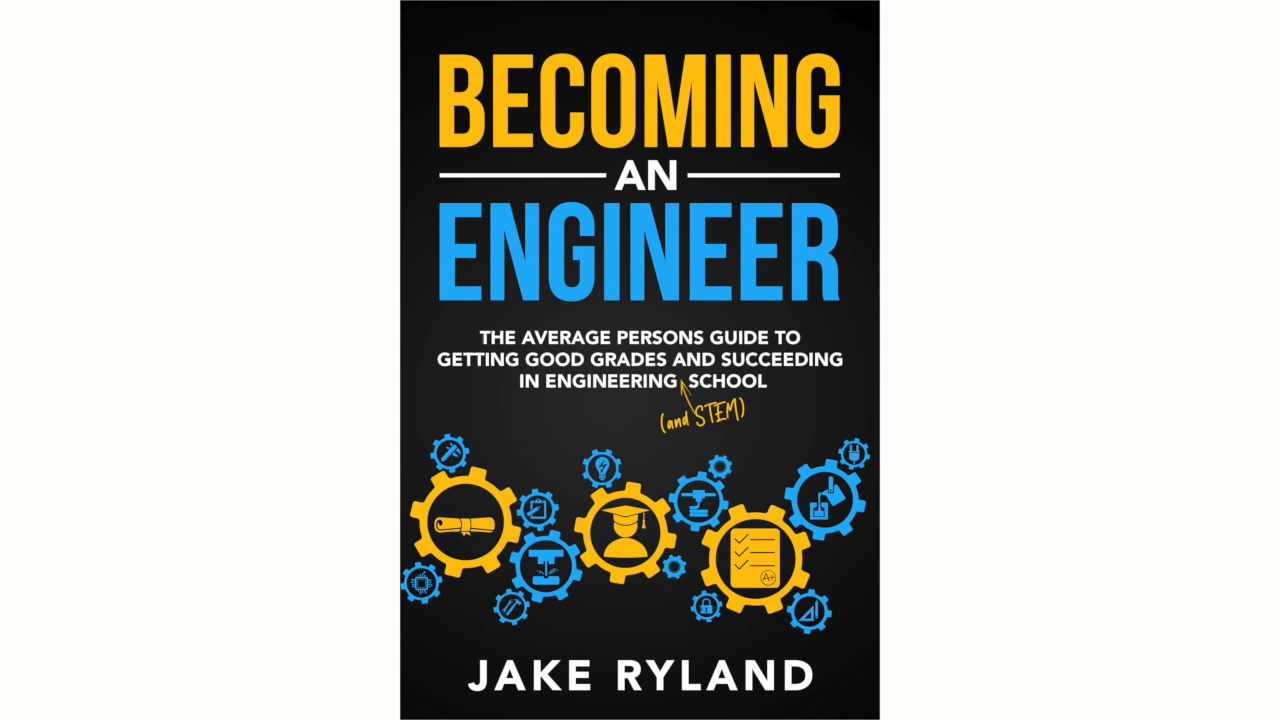 BECOMING
AN
ENGINEER
THE AVERAGE PERSONS GUIDE TO
GETTING GOOD GRADES AND SUCCEEDING
IN ENGINEERING SCHOOL
(and STEM)
A+
JAKE RYLAND